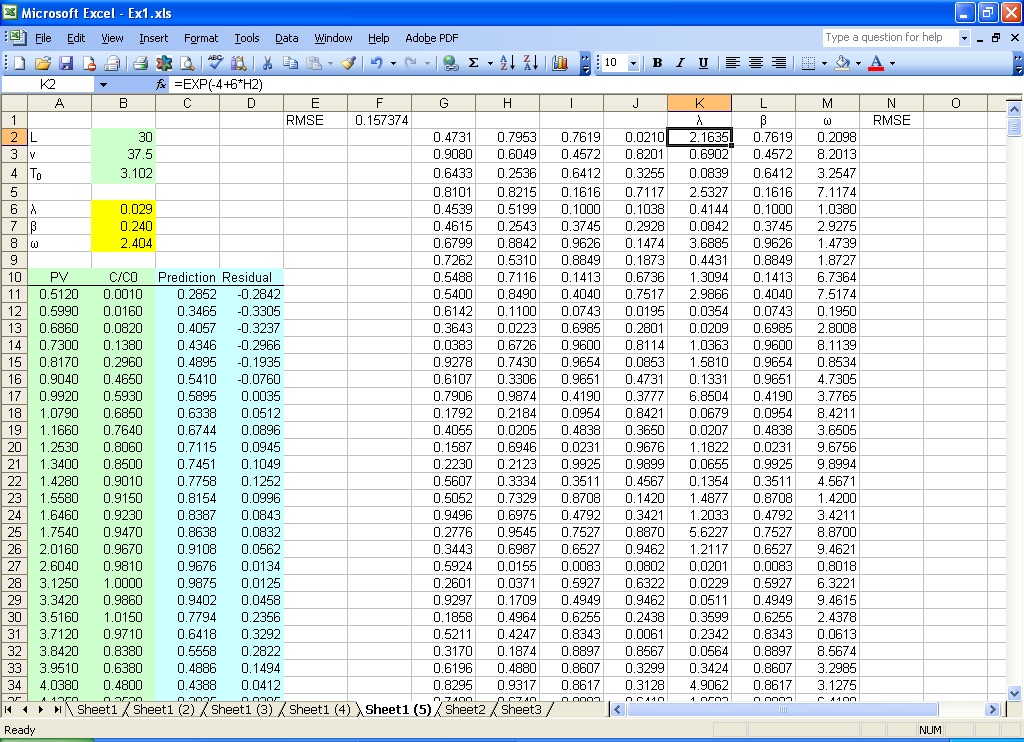 Microsoft Excel - Ex1.xls
File Edit View Insert Format Tools Data Window Help Adobe PDF Type a question for help
10 B I U
K2 fx =EXP(-4+6*H2)
A B C D E F G H I J K L M N O
1 RMSE 0.157374 λ β ω RMSE
2 L 30 0.4731 0.7953 0.7619 0.0210 2.1635 0.7619 0.2098
3 v 37.5 0.9080 0.6049 0.4572 0.8201 0.6902 0.4572 8.2013
4 T0 3.102 0.6433 0.2536 0.6412 0.3255 0.0839 0.6412 3.2547
5 0.8101 0.8215 0.1616 0.7117 2.5327 0.1616 7.1174
6 λ 0.029 0.4539 0.5199 0.1000 0.1038 0.4144 0.1000 1.0380
7 β 0.240 0.4615 0.2543 0.3745 0.2928 0.0842 0.3745 2.9275
8 ω 2.404 0.6799 0.8842 0.9626 0.1474 3.6885 0.9626 1.4739
9 0.7262 0.5310 0.8849 0.1873 0.4431 0.8849 1.8727
10 PV C/C0 Prediction Residual 0.5488 0.7116 0.1413 0.6736 1.3094 0.1413 6.7364
11 0.5120 0.0010 0.2852 -0.2842 0.5400 0.8490 0.4040 0.7517 2.9866 0.4040 7.5174
12 0.5990 0.0160 0.3465 -0.3305 0.6142 0.1100 0.0743 0.0195 0.0354 0.0743 0.1950
13 0.6860 0.0820 0.4057 -0.3237 0.3643 0.0223 0.6985 0.2801 0.0209 0.6985 2.8008
14 0.7300 0.1380 0.4346 -0.2966 0.0383 0.6726 0.9600 0.8114 1.0363 0.9600 8.1139
15 0.8170 0.2960 0.4895 -0.1935 0.9278 0.7430 0.9654 0.0853 1.5810 0.9654 0.8534
16 0.9040 0.4650 0.5410 -0.0760 0.6107 0.3306 0.9651 0.4731 0.1331 0.9651 4.7305
17 0.9920 0.5930 0.5895 0.0035 0.7906 0.9874 0.4190 0.3777 6.8504 0.4190 3.7765
18 1.0790 0.6850 0.6338 0.0512 0.1792 0.2184 0.0954 0.8421 0.0679 0.0954 8.4211
19 1.1660 0.7640 0.6744 0.0896 0.4055 0.0205 0.4838 0.3650 0.0207 0.4838 3.6505
20 1.2530 0.8060 0.7115 0.0945 0.1587 0.6946 0.0231 0.9676 1.1822 0.0231 9.6756
21 1.3400 0.8500 0.7451 0.1049 0.2230 0.2123 0.9925 0.9899 0.0655 0.9925 9.8994
22 1.4280 0.9010 0.7758 0.1252 0.5607 0.3334 0.3511 0.4567 0.1354 0.3511 4.5671
23 1.5580 0.9150 0.8154 0.0996 0.5052 0.7329 0.8708 0.1420 1.4877 0.8708 1.4200
24 1.6460 0.9230 0.8387 0.0843 0.9496 0.6975 0.4792 0.3421 1.2033 0.4792 3.4211
25 1.7540 0.9470 0.8638 0.0832 0.2776 0.9545 0.7527 0.8870 5.6227 0.7527 8.8700
26 2.0160 0.9670 0.9108 0.0562 0.3443 0.6987 0.6527 0.9462 1.2117 0.6527 9.4621
27 2.6040 0.9810 0.9676 0.0134 0.5924 0.0155 0.0083 0.0802 0.0201 0.0083 0.8018
28 3.1250 1.0000 0.9875 0.0125 0.2601 0.0371 0.5927 0.6322 0.0229 0.5927 6.3221
29 3.3420 0.9860 0.9402 0.0458 0.9297 0.1709 0.4949 0.9462 0.0511 0.4949 9.4615
30 3.5160 1.0150 0.7794 0.2356 0.1858 0.4964 0.6255 0.2438 0.3599 0.6255 2.4378
31 3.7120 0.9710 0.6418 0.3292 0.5211 0.4247 0.8343 0.0061 0.2342 0.8343 0.0613
32 3.8420 0.8380 0.5558 0.2822 0.3170 0.1874 0.8897 0.8567 0.0564 0.8897 8.5674
33 3.9510 0.6380 0.4886 0.1494 0.6196 0.4880 0.8607 0.3299 0.3424 0.8607 3.2985
34 4.0380 0.4800 0.4388 0.0412 0.8295 0.9317 0.8617 0.3128 4.9062 0.8617 3.1275
Sheet1 Sheet1 (2) Sheet1 (3) Sheet1 (4) Sheet1 (5) Sheet2 Sheet3
Ready NUM